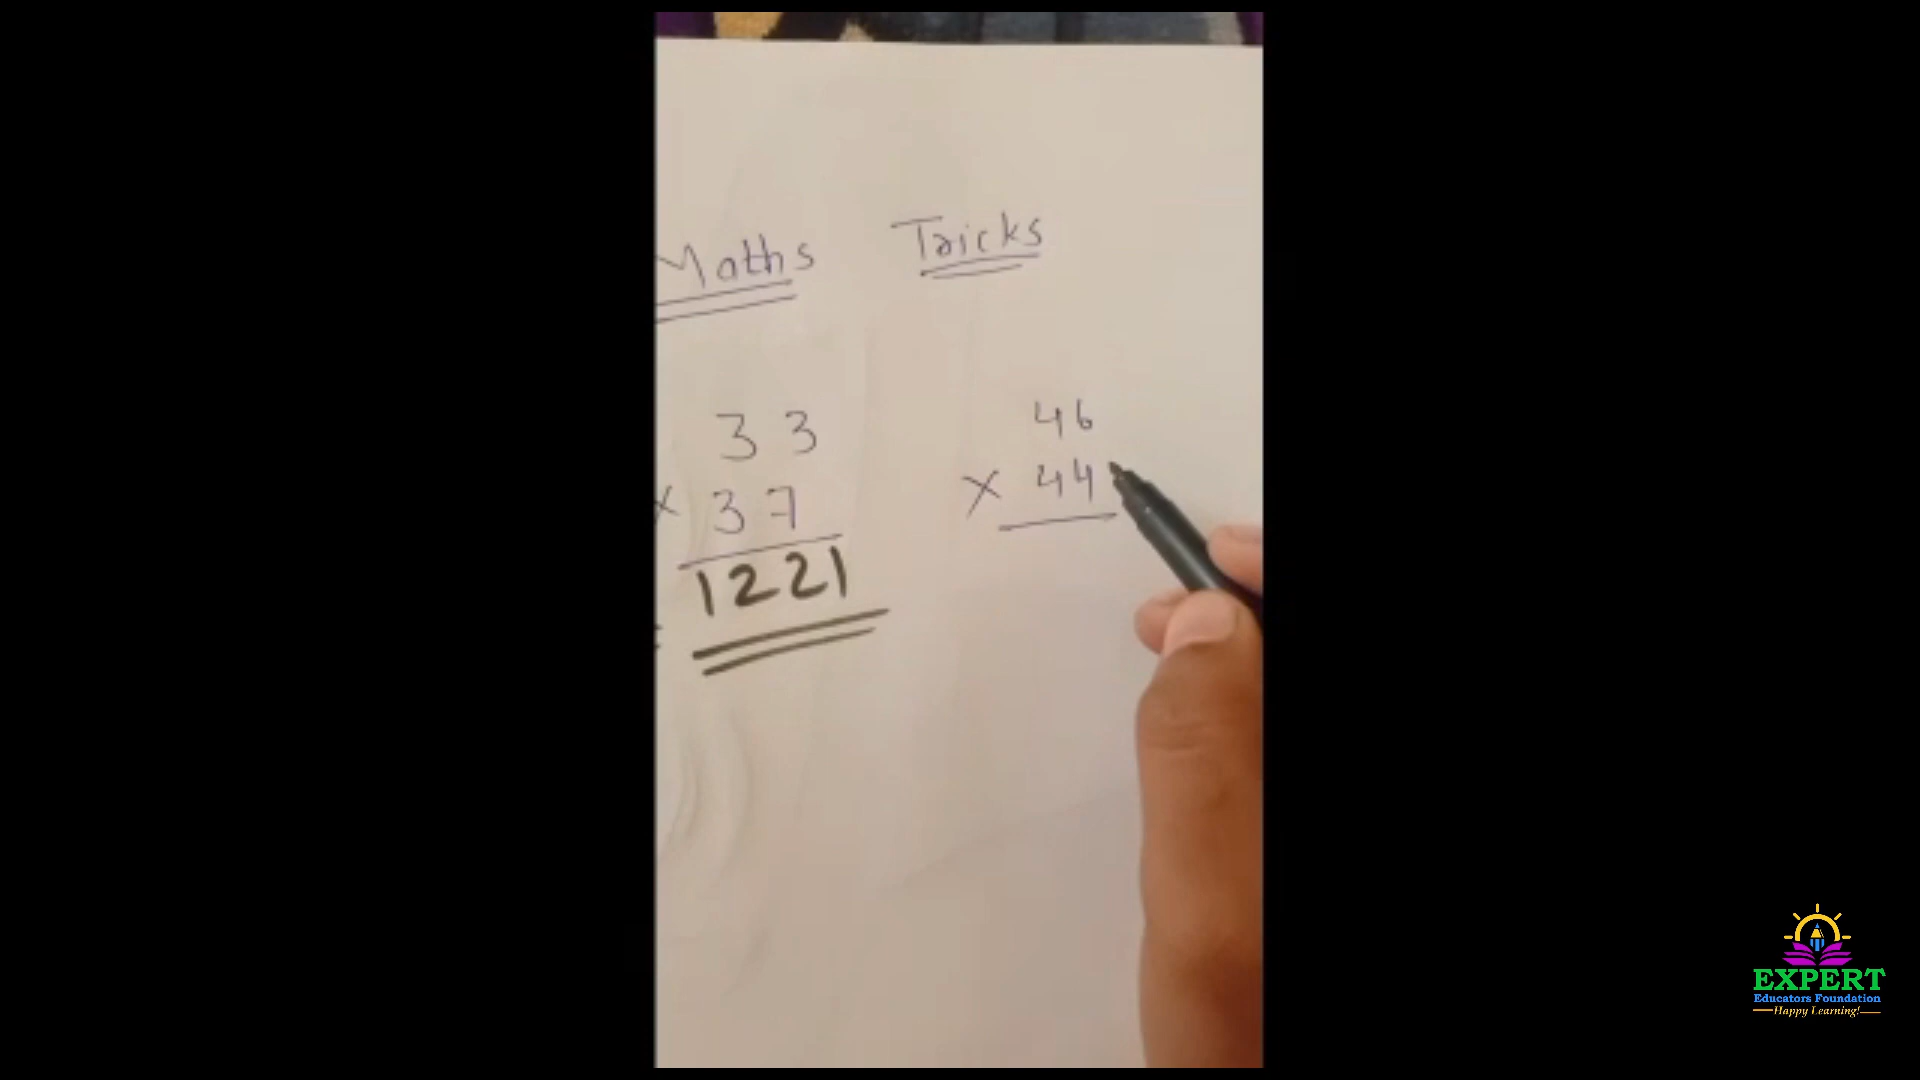 Maths Tricks
33
x 37
1221
46
x 44
EXPERT
Educators Foundation
Happy Learning!